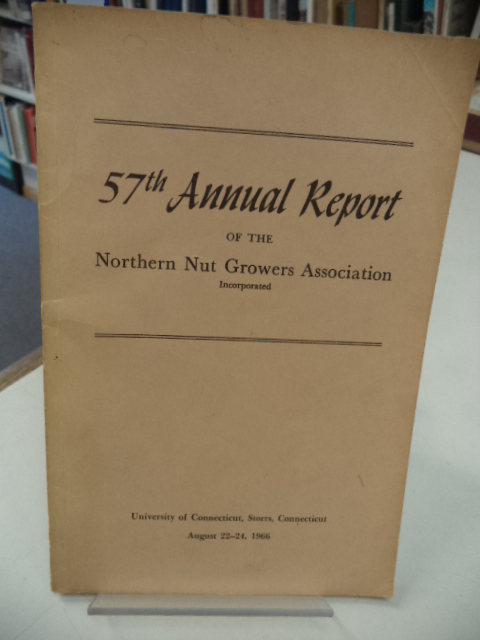 57th Annual Report
OF THE
Northern Nut Growers Association
Incorporated
University of Connecticut, Storrs, Connecticut
August 22-24, 1966